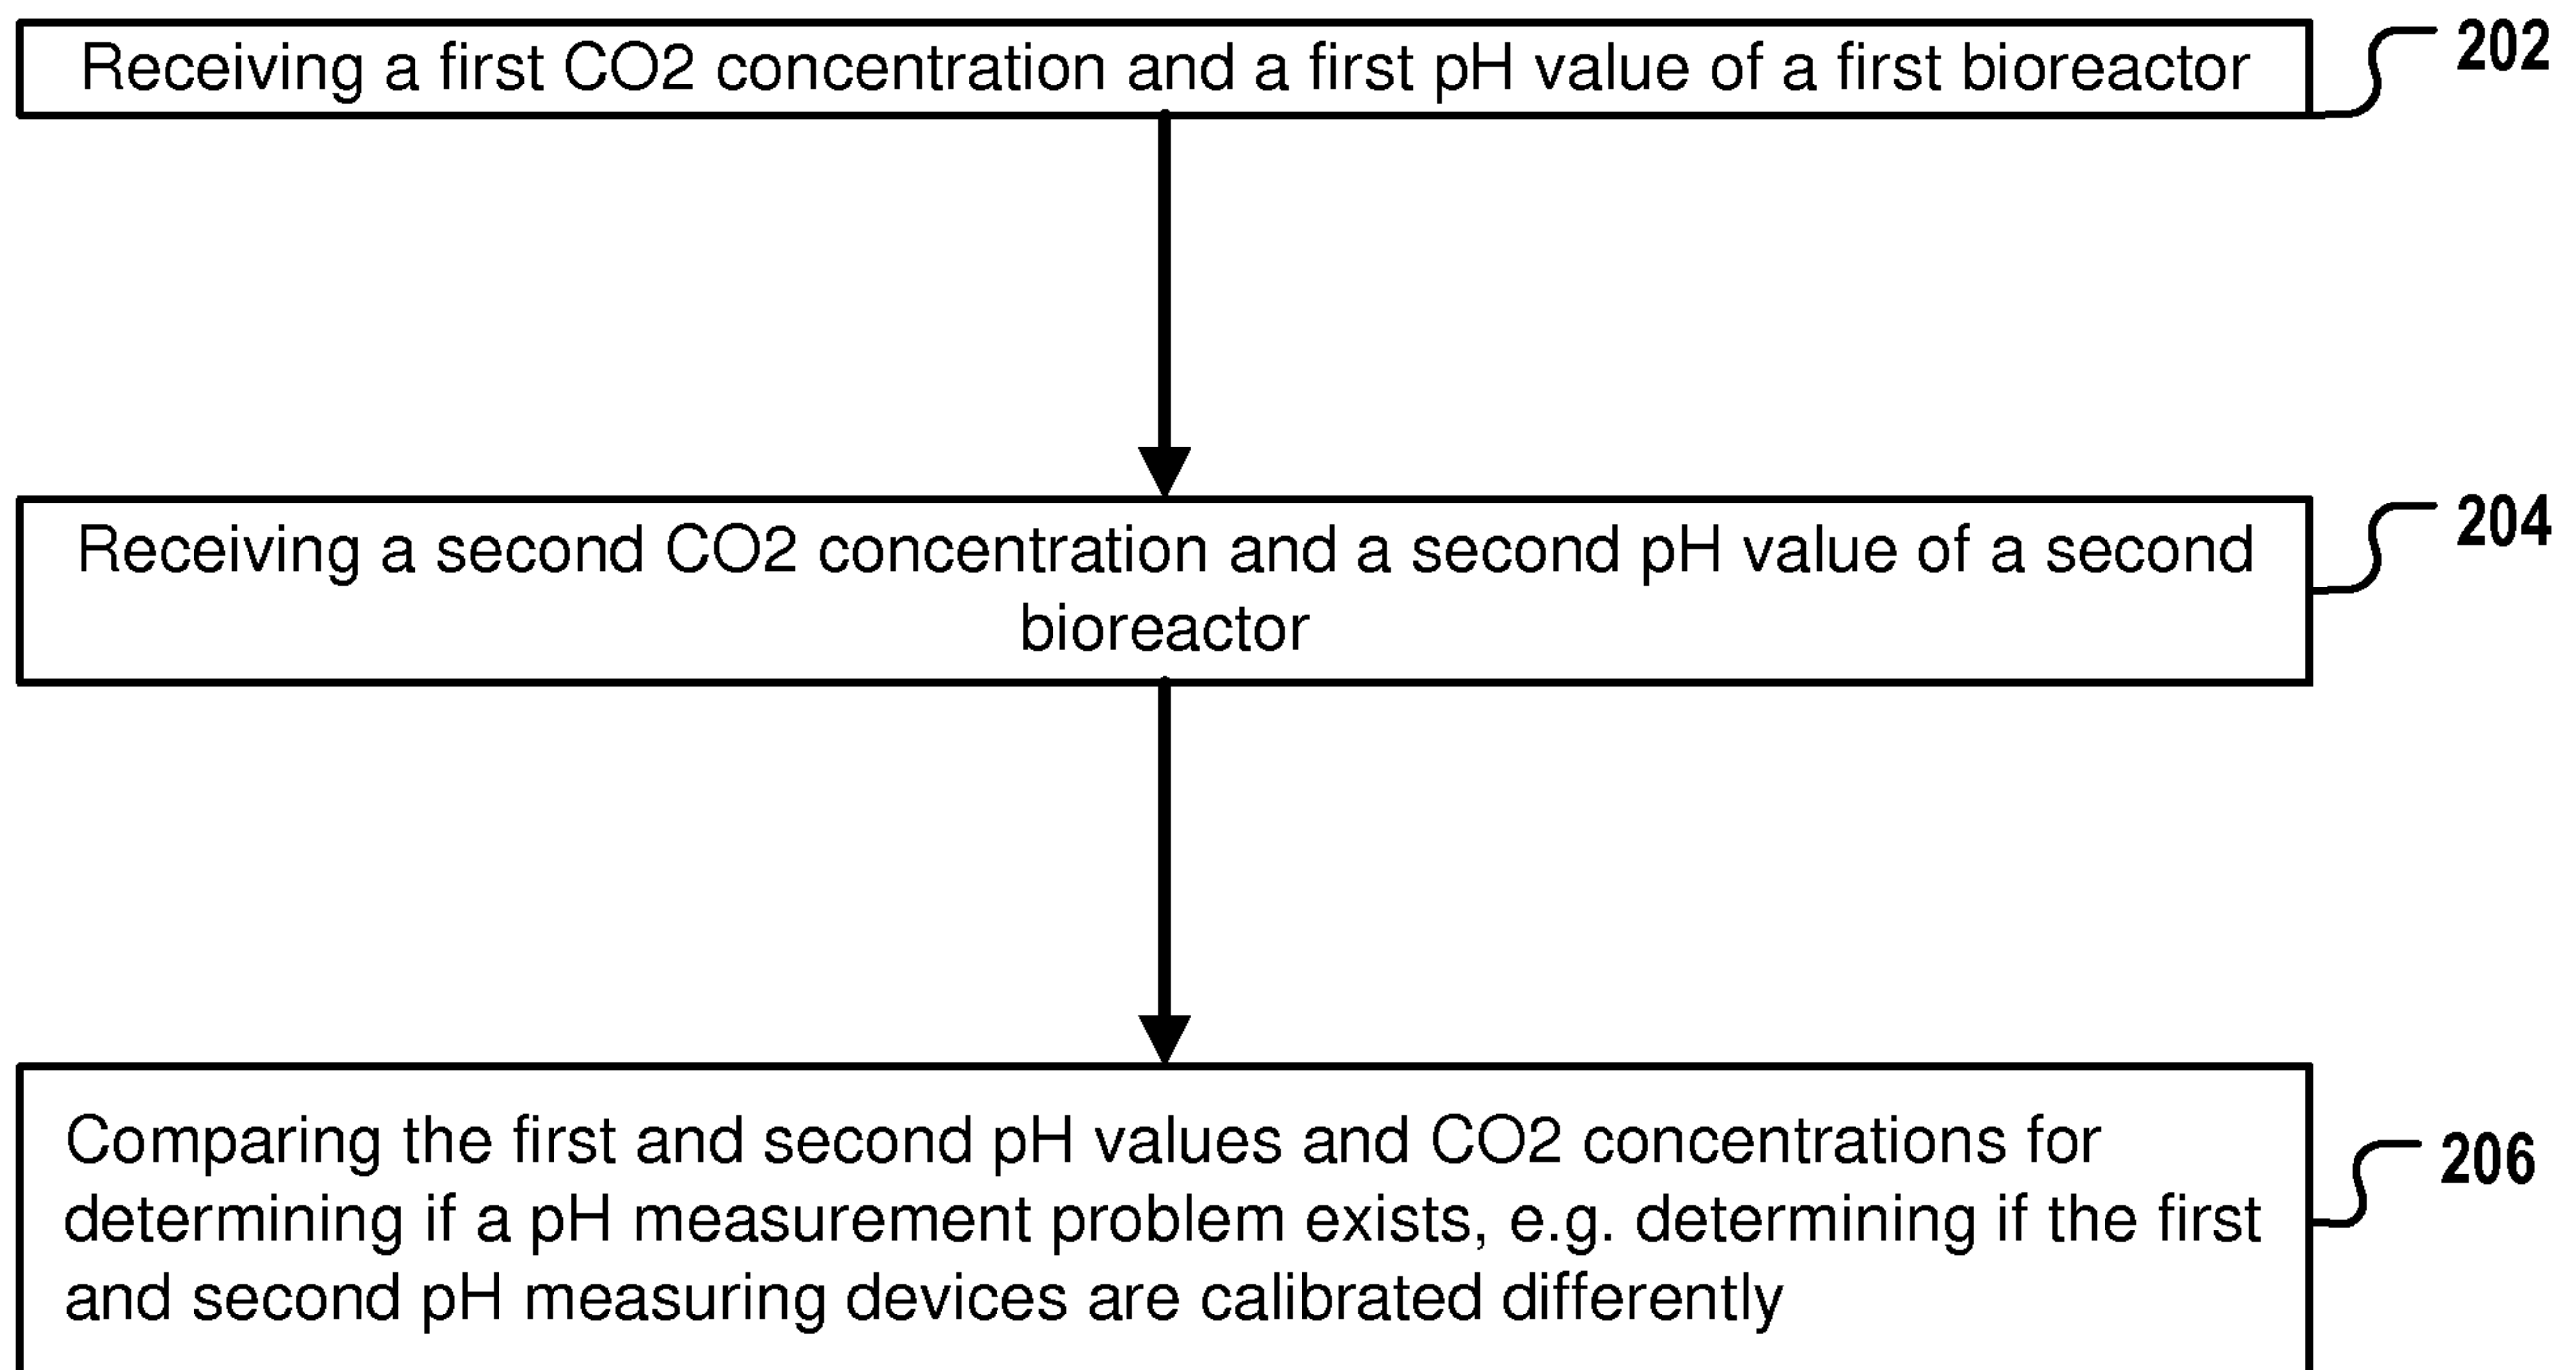 Receiving a first CO2 concentration and a first pH value of a first bioreactor
202
Receiving a second CO2 concentration and a second pH value of a second
bioreactor
204
Comparing the first and second pH values and CO2 concentrations for
determining if a pH measurement problem exists, e.g. determining if the first
and second pH measuring devices are calibrated differently
206